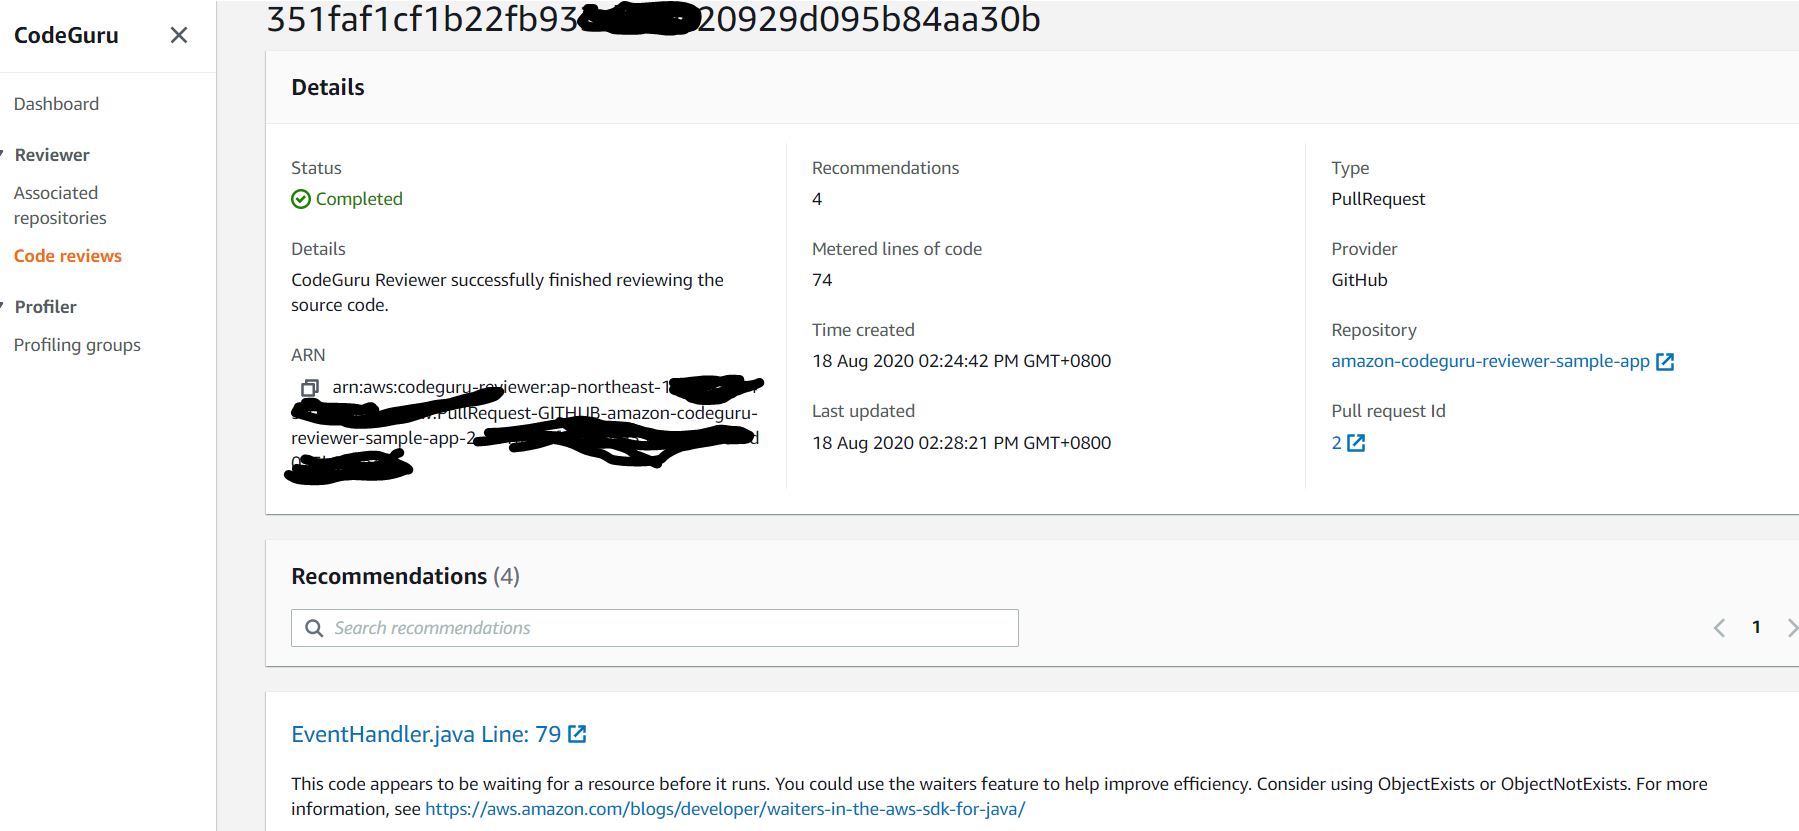 351faf1cf1b22fb93 20929d095b84aa30b
CodeGuru
Dashboard
Reviewer
Associated
repositories
Code reviews
Profiler
Profiling groups
Details
Status
Completed
Details
CodeGuru Reviewer successfully finished reviewing the
source code.
ARN
arn:aws:codeguru-reviewer:ap-northeast-1
PullRequest-GITHUB-amazon-codeguru-
reviewer-sample-app-2
Recommendations
4
Metered lines of code
74
Time created
18 Aug 2020 02:24:42 PM GMT+0800
Last updated
18 Aug 2020 02:28:21 PM GMT+0800
Type
PullRequest
Provider
GitHub
Repository
amazon-codeguru-reviewer-sample-app
Pull request Id
2
Recommendations (4)
Search recommendations
1
EventHandler.java Line: 79
This code appears to be waiting for a resource before it runs. You could use the waiters feature to help improve efficiency. Consider using ObjectExists or ObjectNotExists. For more
information, see https://aws.amazon.com/blogs/developer/waiters-in-the-aws-sdk-for-java/